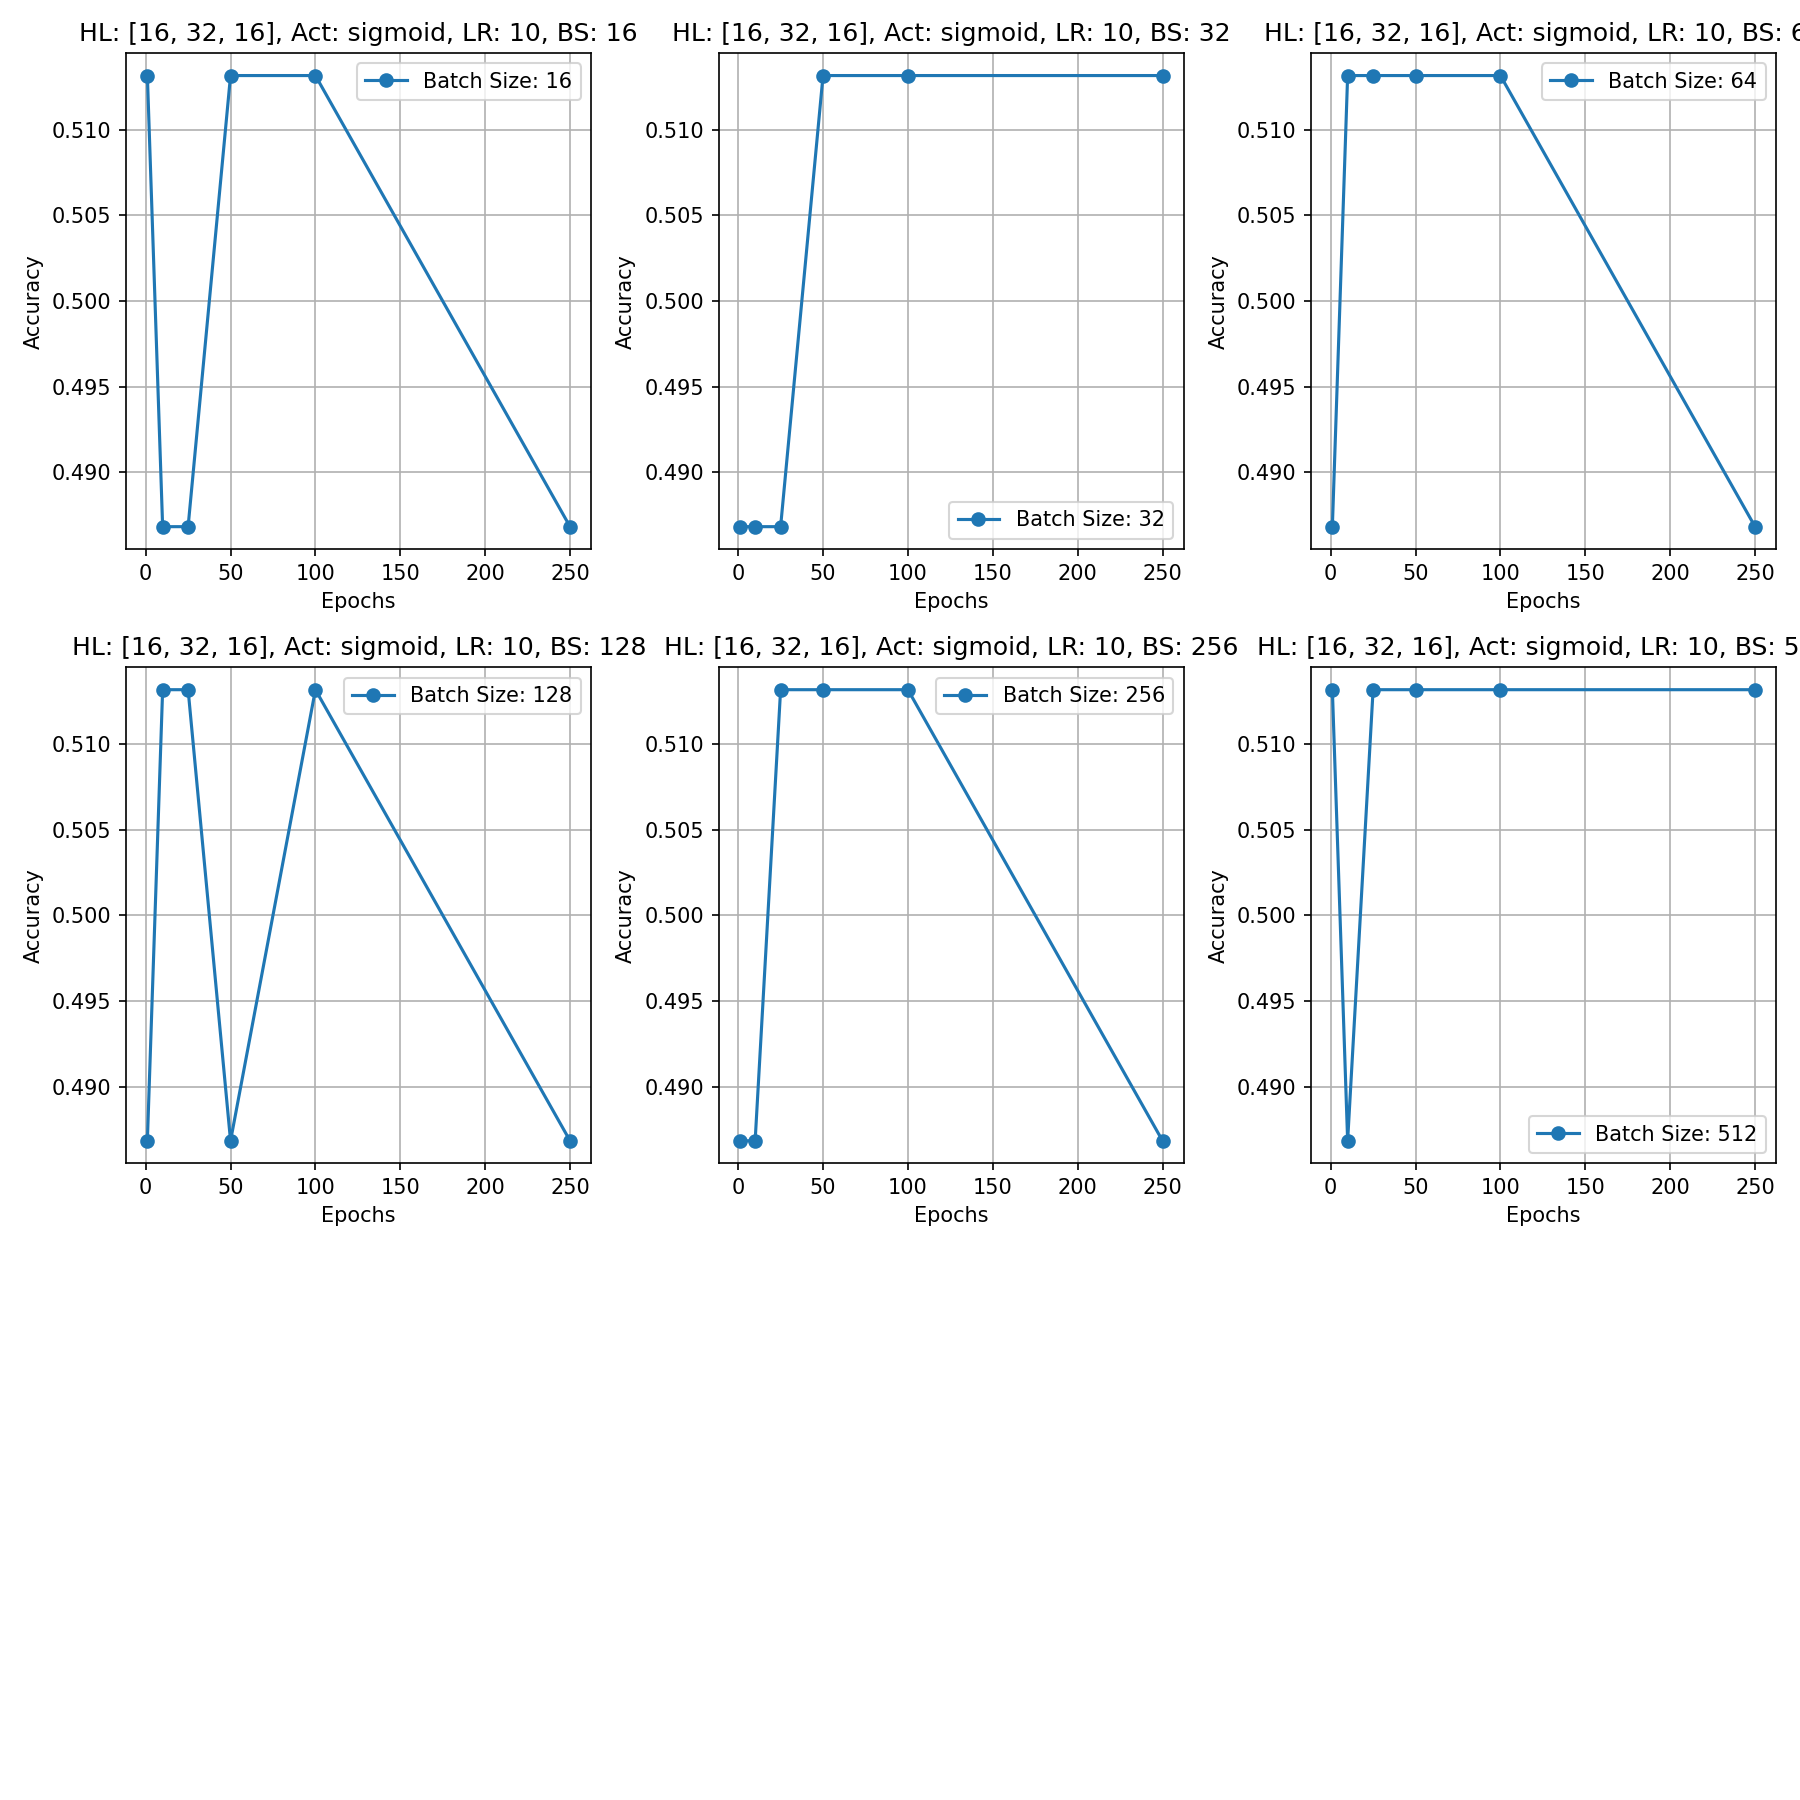 HL: [16, 32, 16], Act: sigmoid, LR: 10, BS: 16
HL: [16, 32, 16], Act: sigmoid, LR: 10, BS: 32
HL: [16, 32, 16], Act: sigmoid, LR: 10, BS: 6
Batch Size: 16
Batch Size: 32
Batch Size: 64
Accuracy
0.510
0.505
0.500
0.495
0.490
0 50 100 150 200 250
Epochs
Accuracy
0.510
0.505
0.500
0.495
0.490
0 50 100 150 200 250
Epochs
Accuracy
0.510
0.505
0.500
0.495
0.490
0 50 100 150 200 250
Epochs
HL: [16, 32, 16], Act: sigmoid, LR: 10, BS: 128
HL: [16, 32, 16], Act: sigmoid, LR: 10, BS: 256
HL: [16, 32, 16], Act: sigmoid, LR: 10, BS: 5
Batch Size: 128
Batch Size: 256
Batch Size: 512
Accuracy
0.510
0.505
0.500
0.495
0.490
0 50 100 150 200 250
Epochs
Accuracy
0.510
0.505
0.500
0.495
0.490
0 50 100 150 200 250
Epochs
Accuracy
0.510
0.505
0.500
0.495
0.490
0 50 100 150 200 250
Epochs